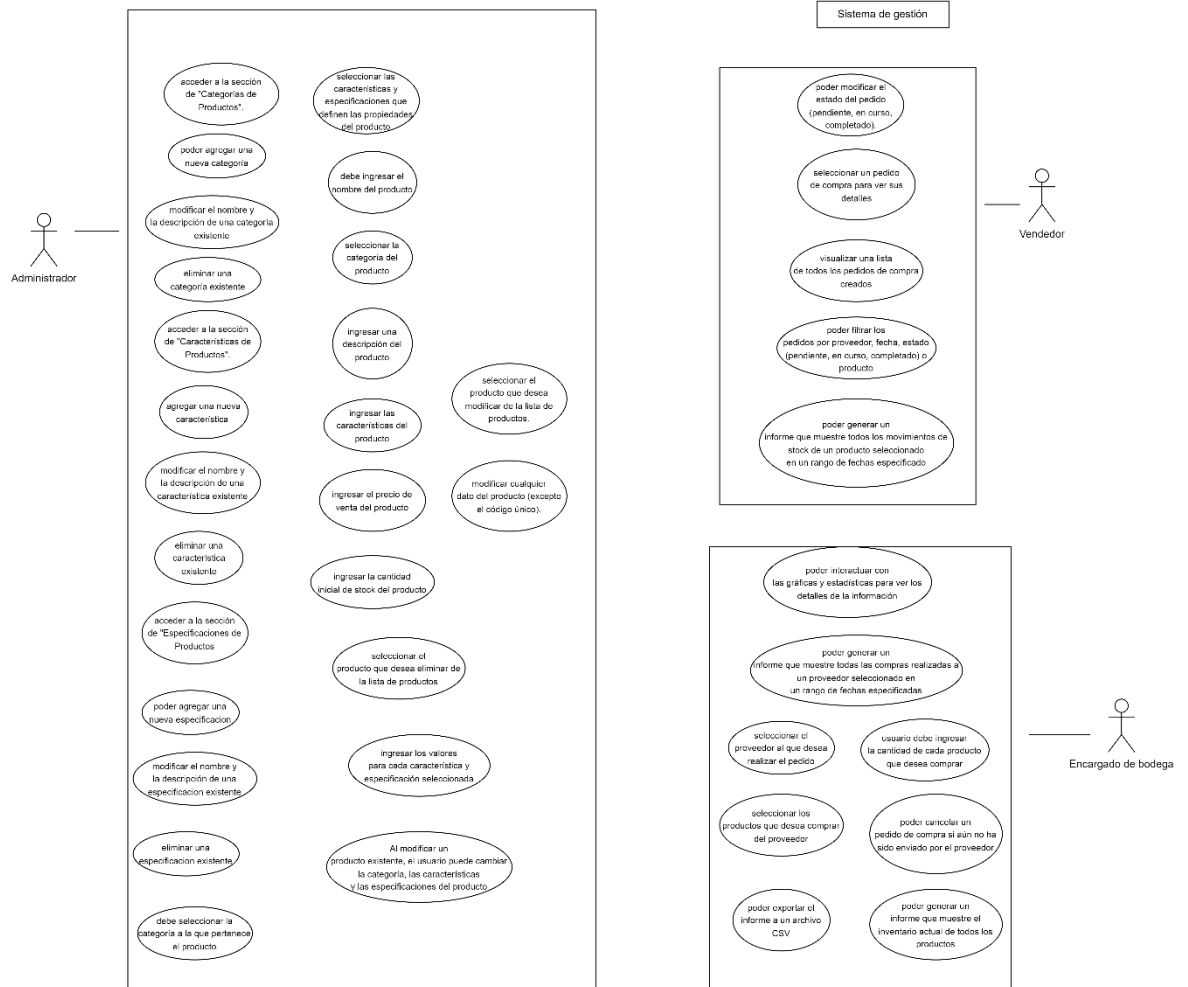 Sistema de gestión
Administrador
acceder a la sección
de "Categorías de
Productos".
poder agregar una
nueva categoría
modificar el nombre y
la descripción de una categoría
existente
eliminar una
categoría existente
acceder a la sección
de "Características de
Productos".
agregar una nueva
característica
modificar el nombre y
la descripción de una
característica existente
eliminar una
característica
existente
acceder a la sección
de "Especificaciones de
Productos
poder agregar una
nueva especificacion
modificar el nombre y
la descripción de una
especificacion existente
eliminar una
especificacion existente
debe seleccionar la
categoría a la que pertenece
el producto
seleccionar las
características y
especificaciones que
definen las propiedades
del producto
debe ingresar el
nombre del producto
seleccionar la
categoría del
producto
ingresar una
descripción del
producto
ingresar las
características del
producto
ingresar el precio de
venta del producto
ingresar la cantidad
inicial de stock del producto
seleccionar el
producto que desea eliminar de
la lista de productos
ingresar los valores
para cada característica y
especificación seleccionada
Al modificar un
producto existente, el usuario puede cambiar
la categoría, las características
y las especificaciones del producto
seleccionar el
producto que desea
modificar de la lista de
productos.
modificar cualquier
dato del producto (excepto
el código único).
poder modificar el
estado del pedido
(pendiente, en curso,
completado).
seleccionar un pedido
de compra para ver sus
detalles
visualizar una lista
de todos los pedidos de compra
creados
poder filtrar los
pedidos por proveedor, fecha, estado
(pendiente, en curso, completado) o
producto
poder generar un
informe que muestre todos los movimientos de
stock de un producto seleccionado
en un rango de fechas especificado
Vendedor
poder interactuar con
las gráficas y estadísticas para ver los
detalles de la información
poder generar un
informe que muestre todas las compras realizadas a
un proveedor seleccionado en
un rango de fechas especificadas
seleccionar el
proveedor al que desea
realizar el pedido
usuario debe ingresar
la cantidad de cada producto
que desea comprar
seleccionar los
productos que desea comprar
del proveedor
poder cancelar un
pedido de compra si aún no ha
sido enviado por el proveedor
poder exportar el
informe a un archivo
CSV
poder generar un
informe que muestre el
inventario actual de todos los
productos
Encargado de bodega